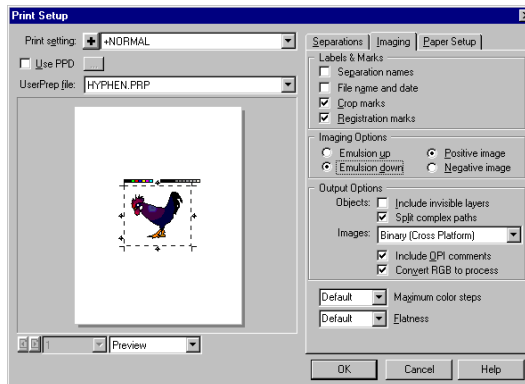 Print Setup
Print setting: +NORMAL
Use PPD
UserPrep file: HYPHEN.PRP
1 Preview
Separations Imaging Paper Setup
Labels & Marks
Separation names
File name and date
Crop marks
Registration marks
Imaging Options
Emulsion up Positive image
Emulsion down Negative image
Output Options
Objects: Include invisible layers
Split complex paths
Images: Binary (Cross Platform)
Include OPI comments
Convert RGB to process
Default Maximum color steps
Default Flatness
OK Cancel Help